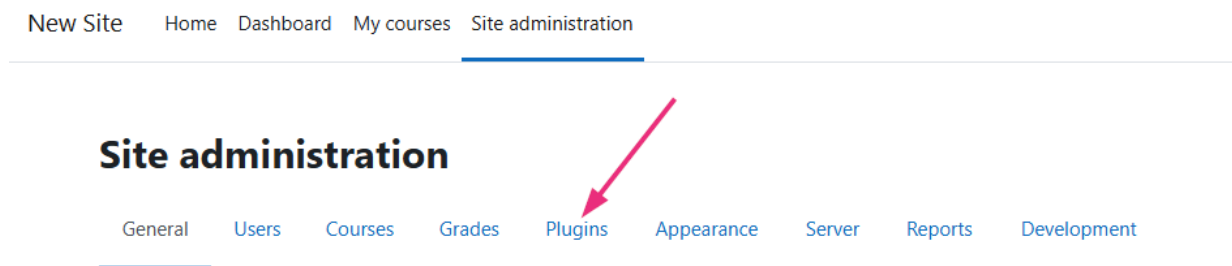 New Site Home Dashboard My courses Site administration
Site administration
General Users Courses Grades Plugins Appearance Server Reports Development